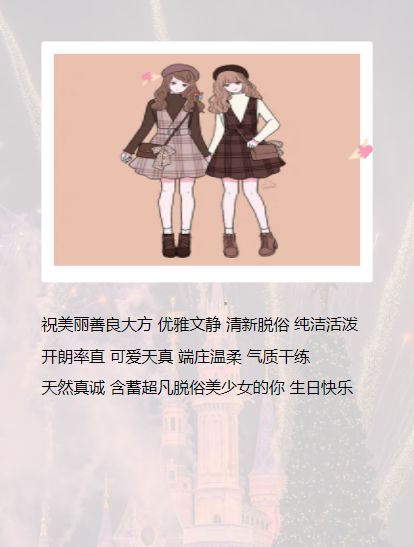 祝美丽善良大方 优雅文静 清新脱俗 纯洁活泼
开朗率直 可爱天真 端庄温柔 气质干练
天然真诚 含蓄超凡脱俗美少女的你 生日快乐